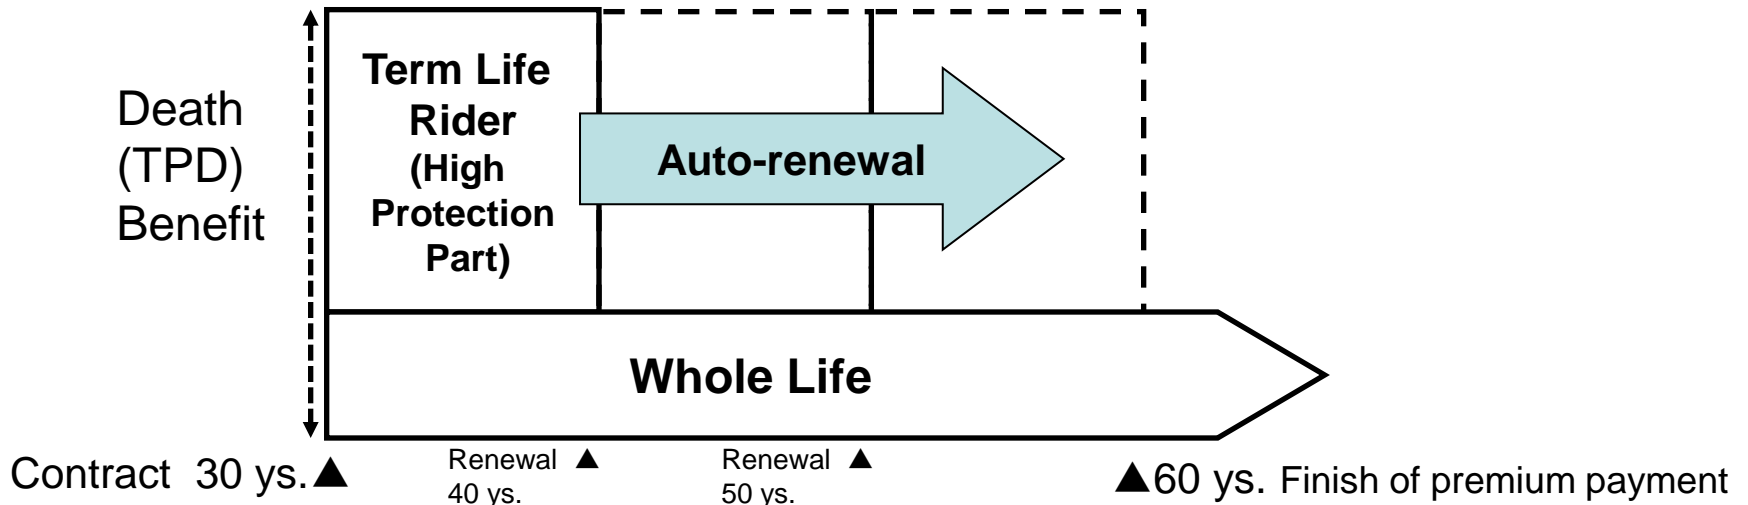 Death
(TPD)
Benefit
Term Life
Rider
(High
Protection
Part)
Auto-renewal
Whole Life
Contract 30 ys.▲
Renewal ▲
40 ys.
Renewal ▲
50 ys.
▲60 ys. Finish of premium payment